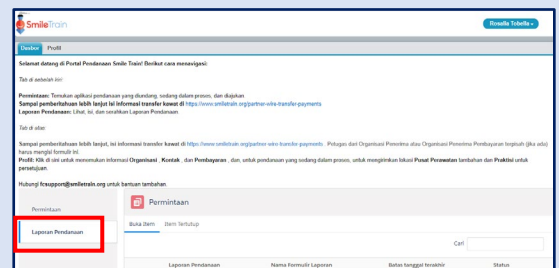 SmileTrain
Rosalia Tobella
Dasbor Profil
Selamat datang di Portal Pendanaan Smile Train! Berikut cara menavigasi:
Tab di sebelah kiri:
Permintaan: Temukan aplikasi pendanaan yang diundang, sedang dalam proses, dan diajukan.
Sampai pemberitahuan lebih lanjut, isi informasi transfer kawat di https://www.smiletrain.org/partner-wire-transfer-payments
Laporan Pendanaan: Lihat, isi, dan serahkan Laporan Pendanaan
Tab di atas:
Sampai pemberitahuan lebih lanjut, isi informasi transfer kawat di https://www.smiletrain.org/partner-wire-transfer-payments . Petugas dari Organisasi Penerima atau Organisasi Penerima Pembayaran terpisah (jika ada)
harus mengisi formulir ini.
Profil: Klik di sini untuk menemukan informasi Organisasi , Kontak , dan Pembayaran , dan, untuk pendanaan yang sedang dalam proses, untuk mengirimkan lokasi Pusat Perawatan tambahan dan Praktisi untuk
persetujuan.
Hubungi fcsupport@smiletrain.org untuk bantuan tambahan.
Permintaan
Permintaan
Buka Item Item Tertutup
Laporan Pendanaan
Cari
Laporan Pendanaan Nama Formulir Laporan Batas tanggal terakhir Status